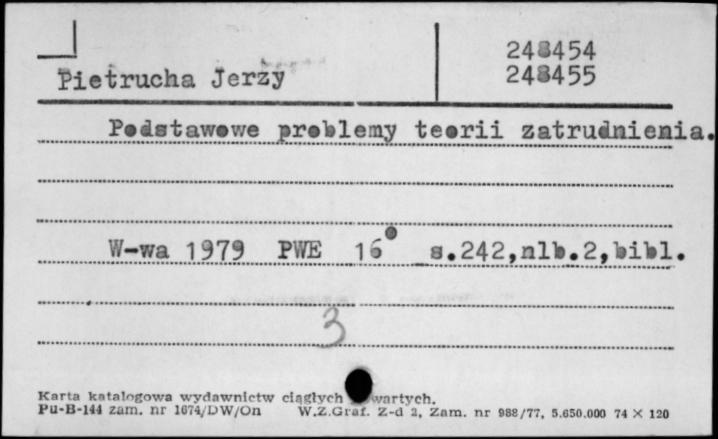 248454
Pietrucha Jerzy 248455
Podstawowe problemy teorii zatrudnienia.
W-wa 1979 PWE 16° s.242,nlb.2,bibl.
3
Karta katalogowa wydawnictw ciągłych wartych.
Pu-B-144 zam. nr 1674/DW/On W.Z.Graf. Z-d 2, Zam. nr 988/77, 5.650.000 74 × 120